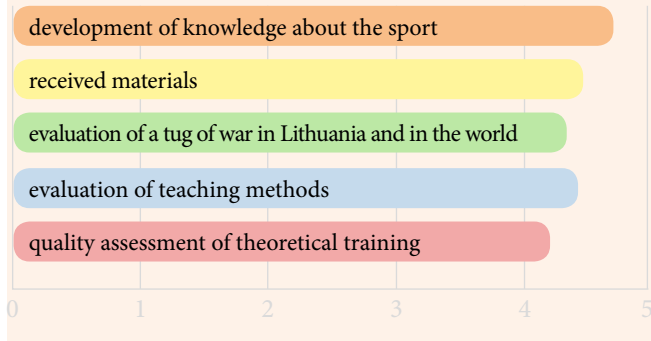 development of knowledge about the sport
received materials
evaluation of a tug of war in Lithuania and in the world
evaluation of teaching methods
quality assessment of theoretical training
0 1 2 3 4 5